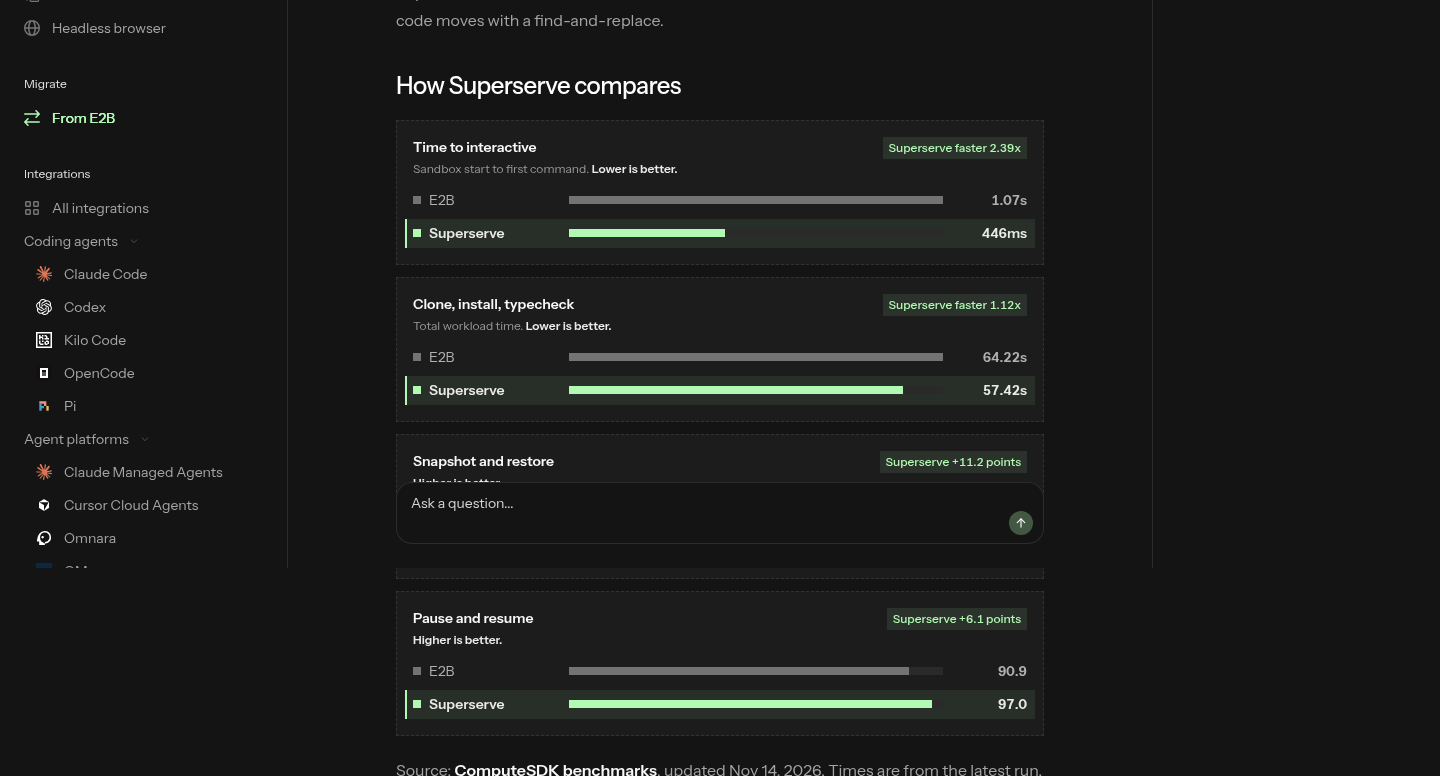 Headless browser
Migrate
From E2B
Integrations
All integrations
Coding agents
Claude Code
Codex
Kilo Code
OpenCode
Pi
Agent platforms
Claude Managed Agents
Cursor Cloud Agents
Omnara
code moves with a find-and-replace.
How Superserve compares
Time to interactive
Superserve faster 2.39x
Sandbox start to first command. Lower is better.
E2B 1.07s
Superserve 446ms
Clone, install, typecheck
Superserve faster 1.12x
Total workload time. Lower is better.
E2B 64.22s
Superserve 57.42s
Snapshot and restore
Superserve +11.2 points
Higher is better.
Ask a question...
Pause and resume
Superserve +6.1 points
Higher is better.
E2B 90.9
Superserve 97.0
Source: ComputeSDK benchmarks, updated Nov 14, 2026. Times are from the latest run,